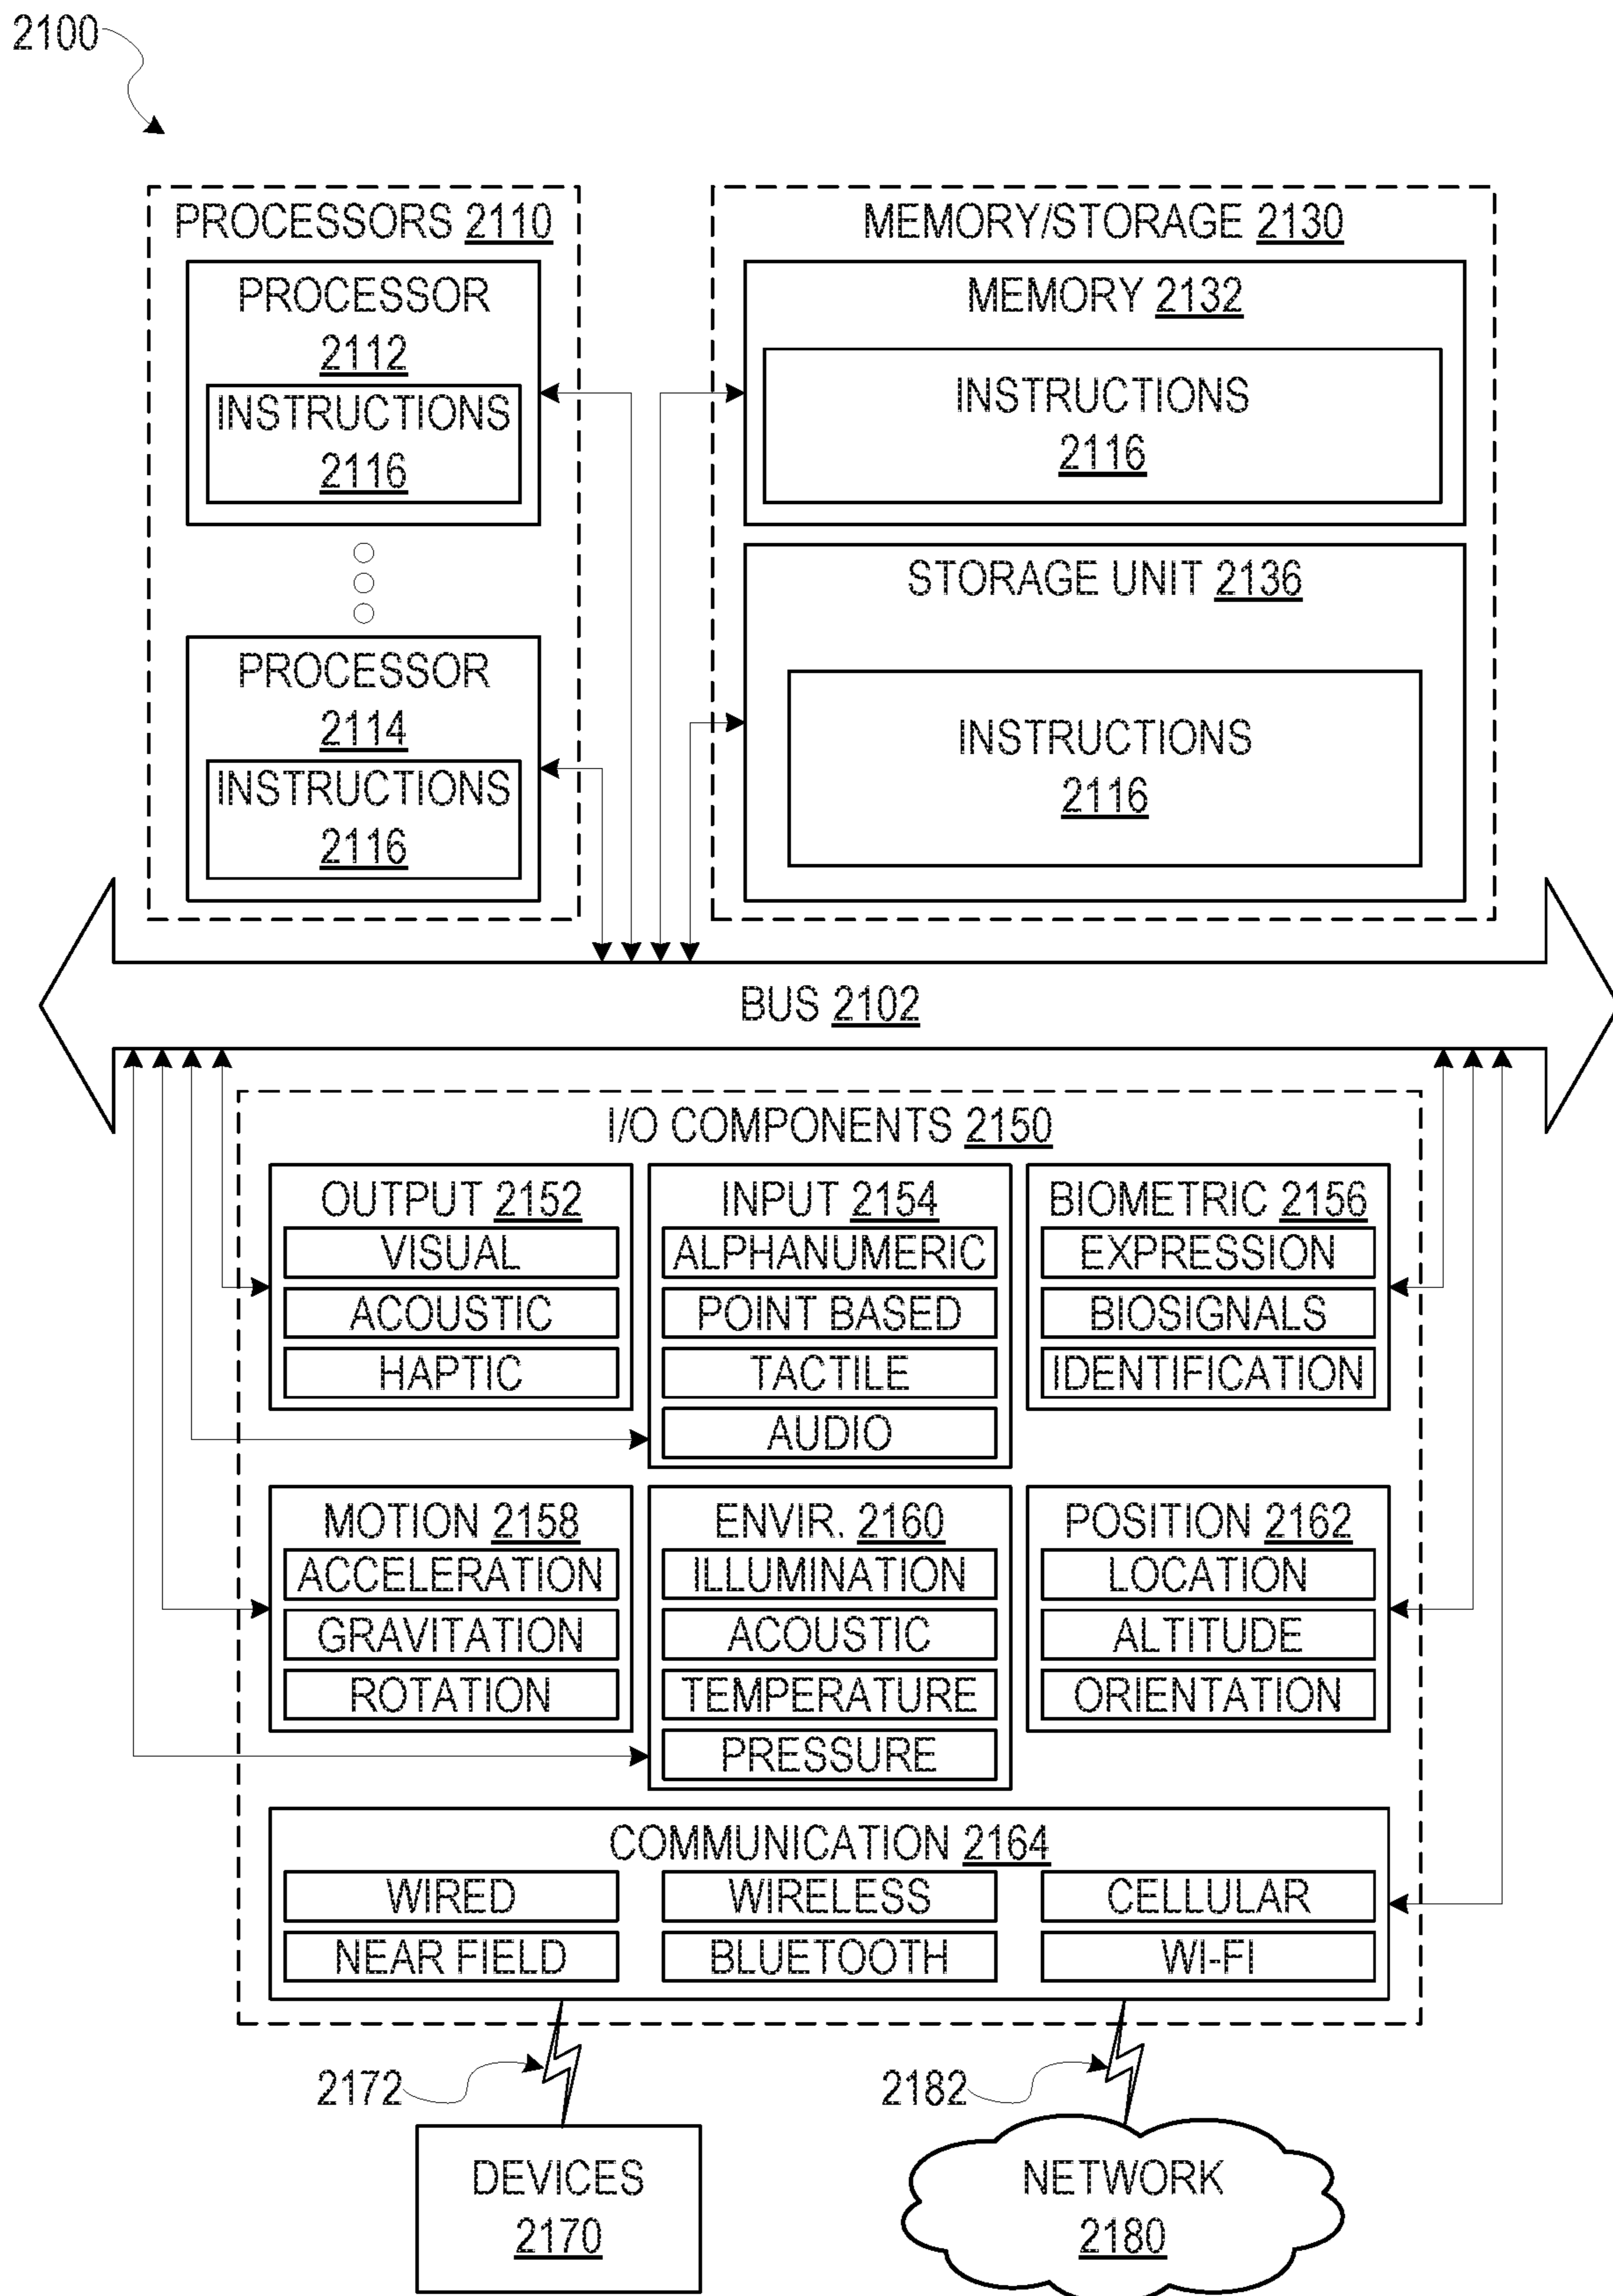 2100
PROCESSORS 2110
PROCESSOR
2112
INSTRUCTIONS
2116
PROCESSOR
2114
INSTRUCTIONS
2116
MEMORY/STORAGE 2130
MEMORY 2132
INSTRUCTIONS
2116
STORAGE UNIT 2136
INSTRUCTIONS
2116
BUS 2102
I/O COMPONENTS 2150
OUTPUT 2152
VISUAL
ACOUSTIC
HAPTIC
INPUT 2154
ALPHANUMERIC
POINT BASED
TACTILE
AUDIO
BIOMETRIC 2156
EXPRESSION
BIOSIGNALS
IDENTIFICATION
MOTION 2158
ACCELERATION
GRAVITATION
ROTATION
ENVIR. 2160
ILLUMINATION
ACOUSTIC
TEMPERATURE
PRESSURE
POSITION 2162
LOCATION
ALTITUDE
ORIENTATION
COMMUNICATION 2164
WIRED
WIRELESS
CELLULAR
NEAR FIELD
BLUETOOTH
WI-FI
2172
2182
DEVICES
2170
NETWORK
2180